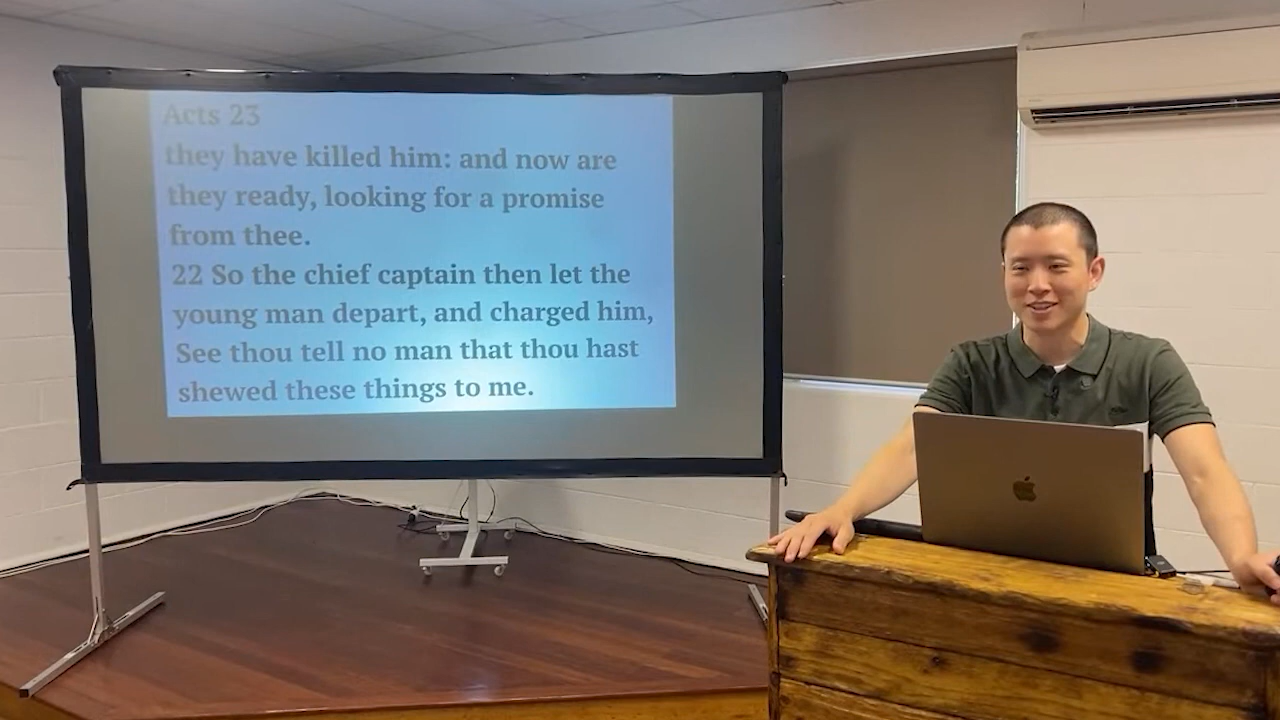 Acts 23
they have killed him: and now are
they ready, looking for a promise
from thee.
22 So the chief captain then let the
young man depart, and charged him,
See thou tell no man that thou hast
shewed these things to me.